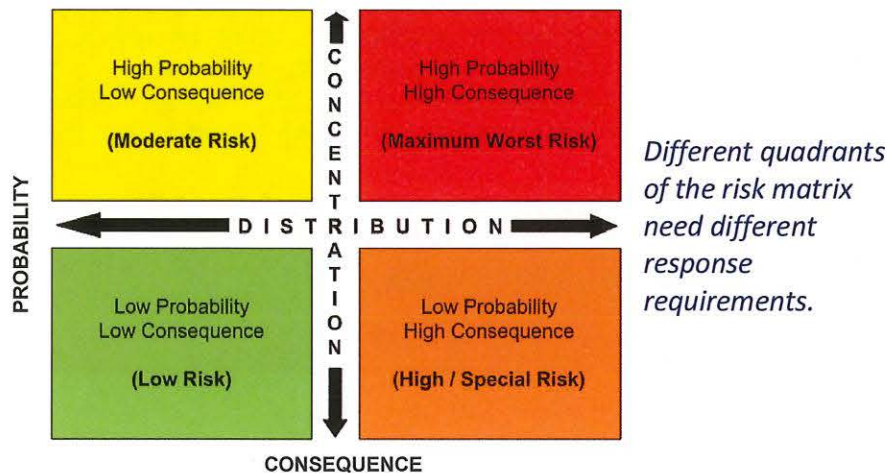 High Probability
Low Consequence
(Moderate Risk)
High Probability
High Consequence
(Maximum Worst Risk)
CONCENTRATION
PROBABILITY
DISTRIBUTION
Low Probability
Low Consequence
(Low Risk)
Low Probability
High Consequence
(High / Special Risk)
CONSEQUENCE
Different quadrants
of the risk matrix
need different
response
requirements.